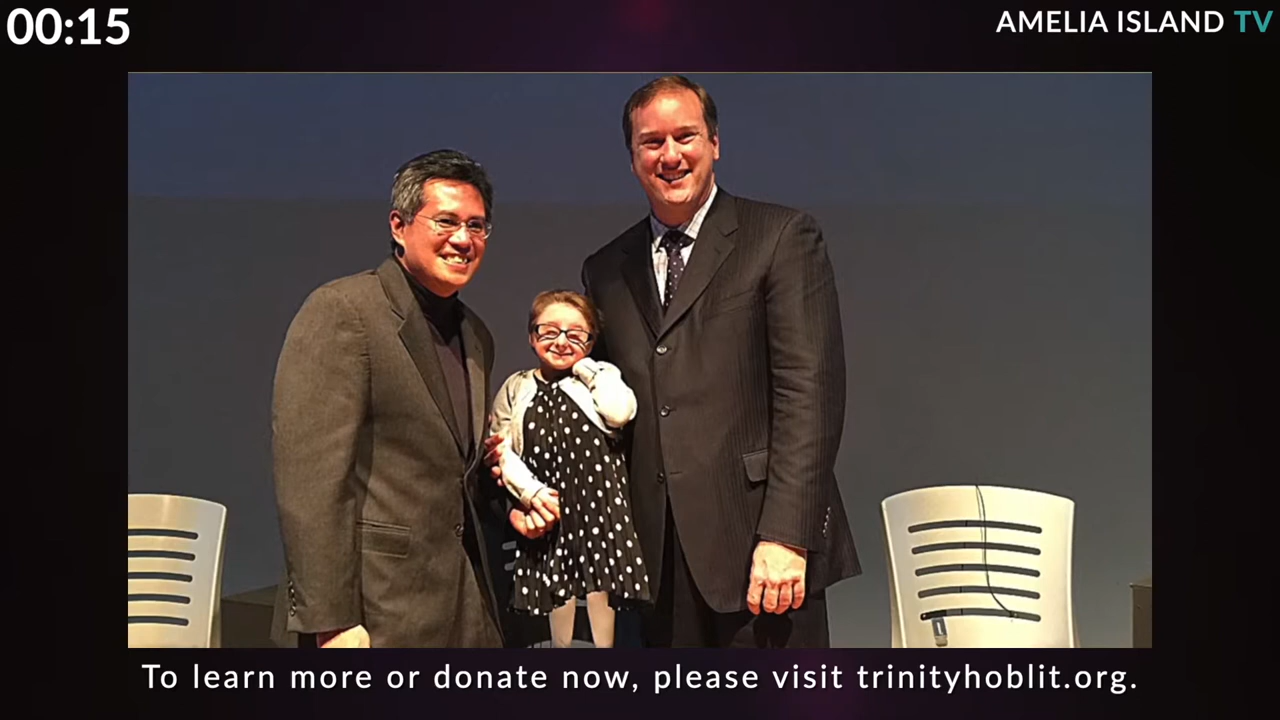 00:15
AMELIA ISLAND TV
To learn more or donate now, please visit trinityhoblit.org.